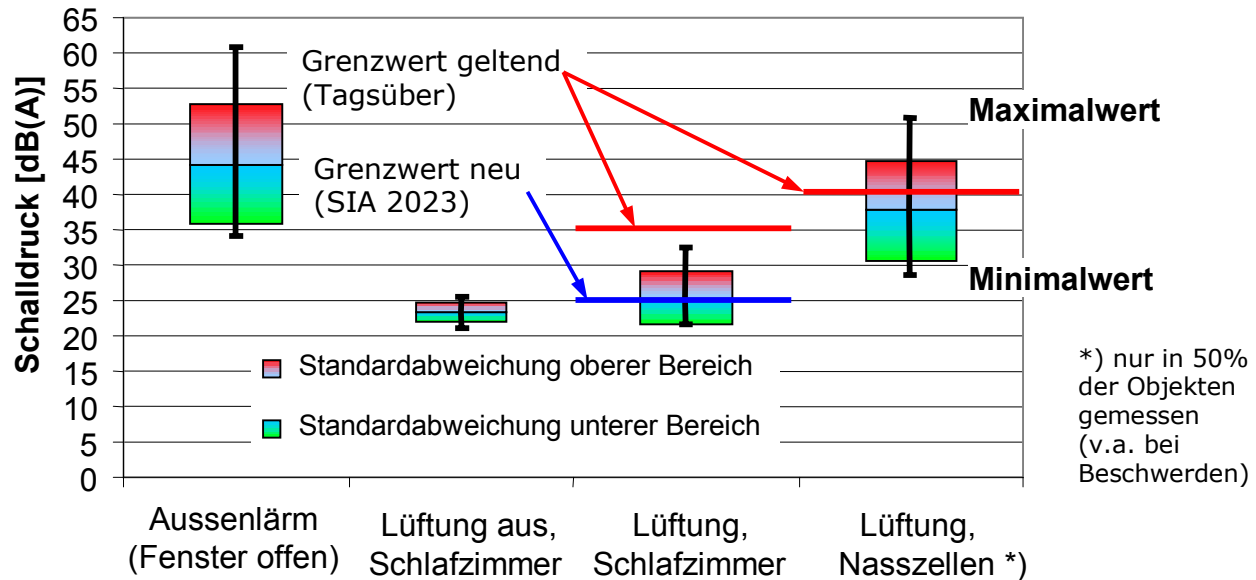 Schalldruck [dB(A)]
65
60
55
50
45
40
35
30
25
20
15
10
5
0
Grenzwert geltend
(Tagsüber)
Grenzwert neu
(SIA 2023)
Maximalwert
Minimalwert
Standardabweichung oberer Bereich
Standardabweichung unterer Bereich
*) nur in 50%
der Objekten
gemessen
(v.a. bei
Beschwerden)
Aussenlärm
(Fenster offen)
Lüftung aus,
Schlafzimmer
Lüftung,
Schlafzimmer
Lüftung,
Nasszellen *)